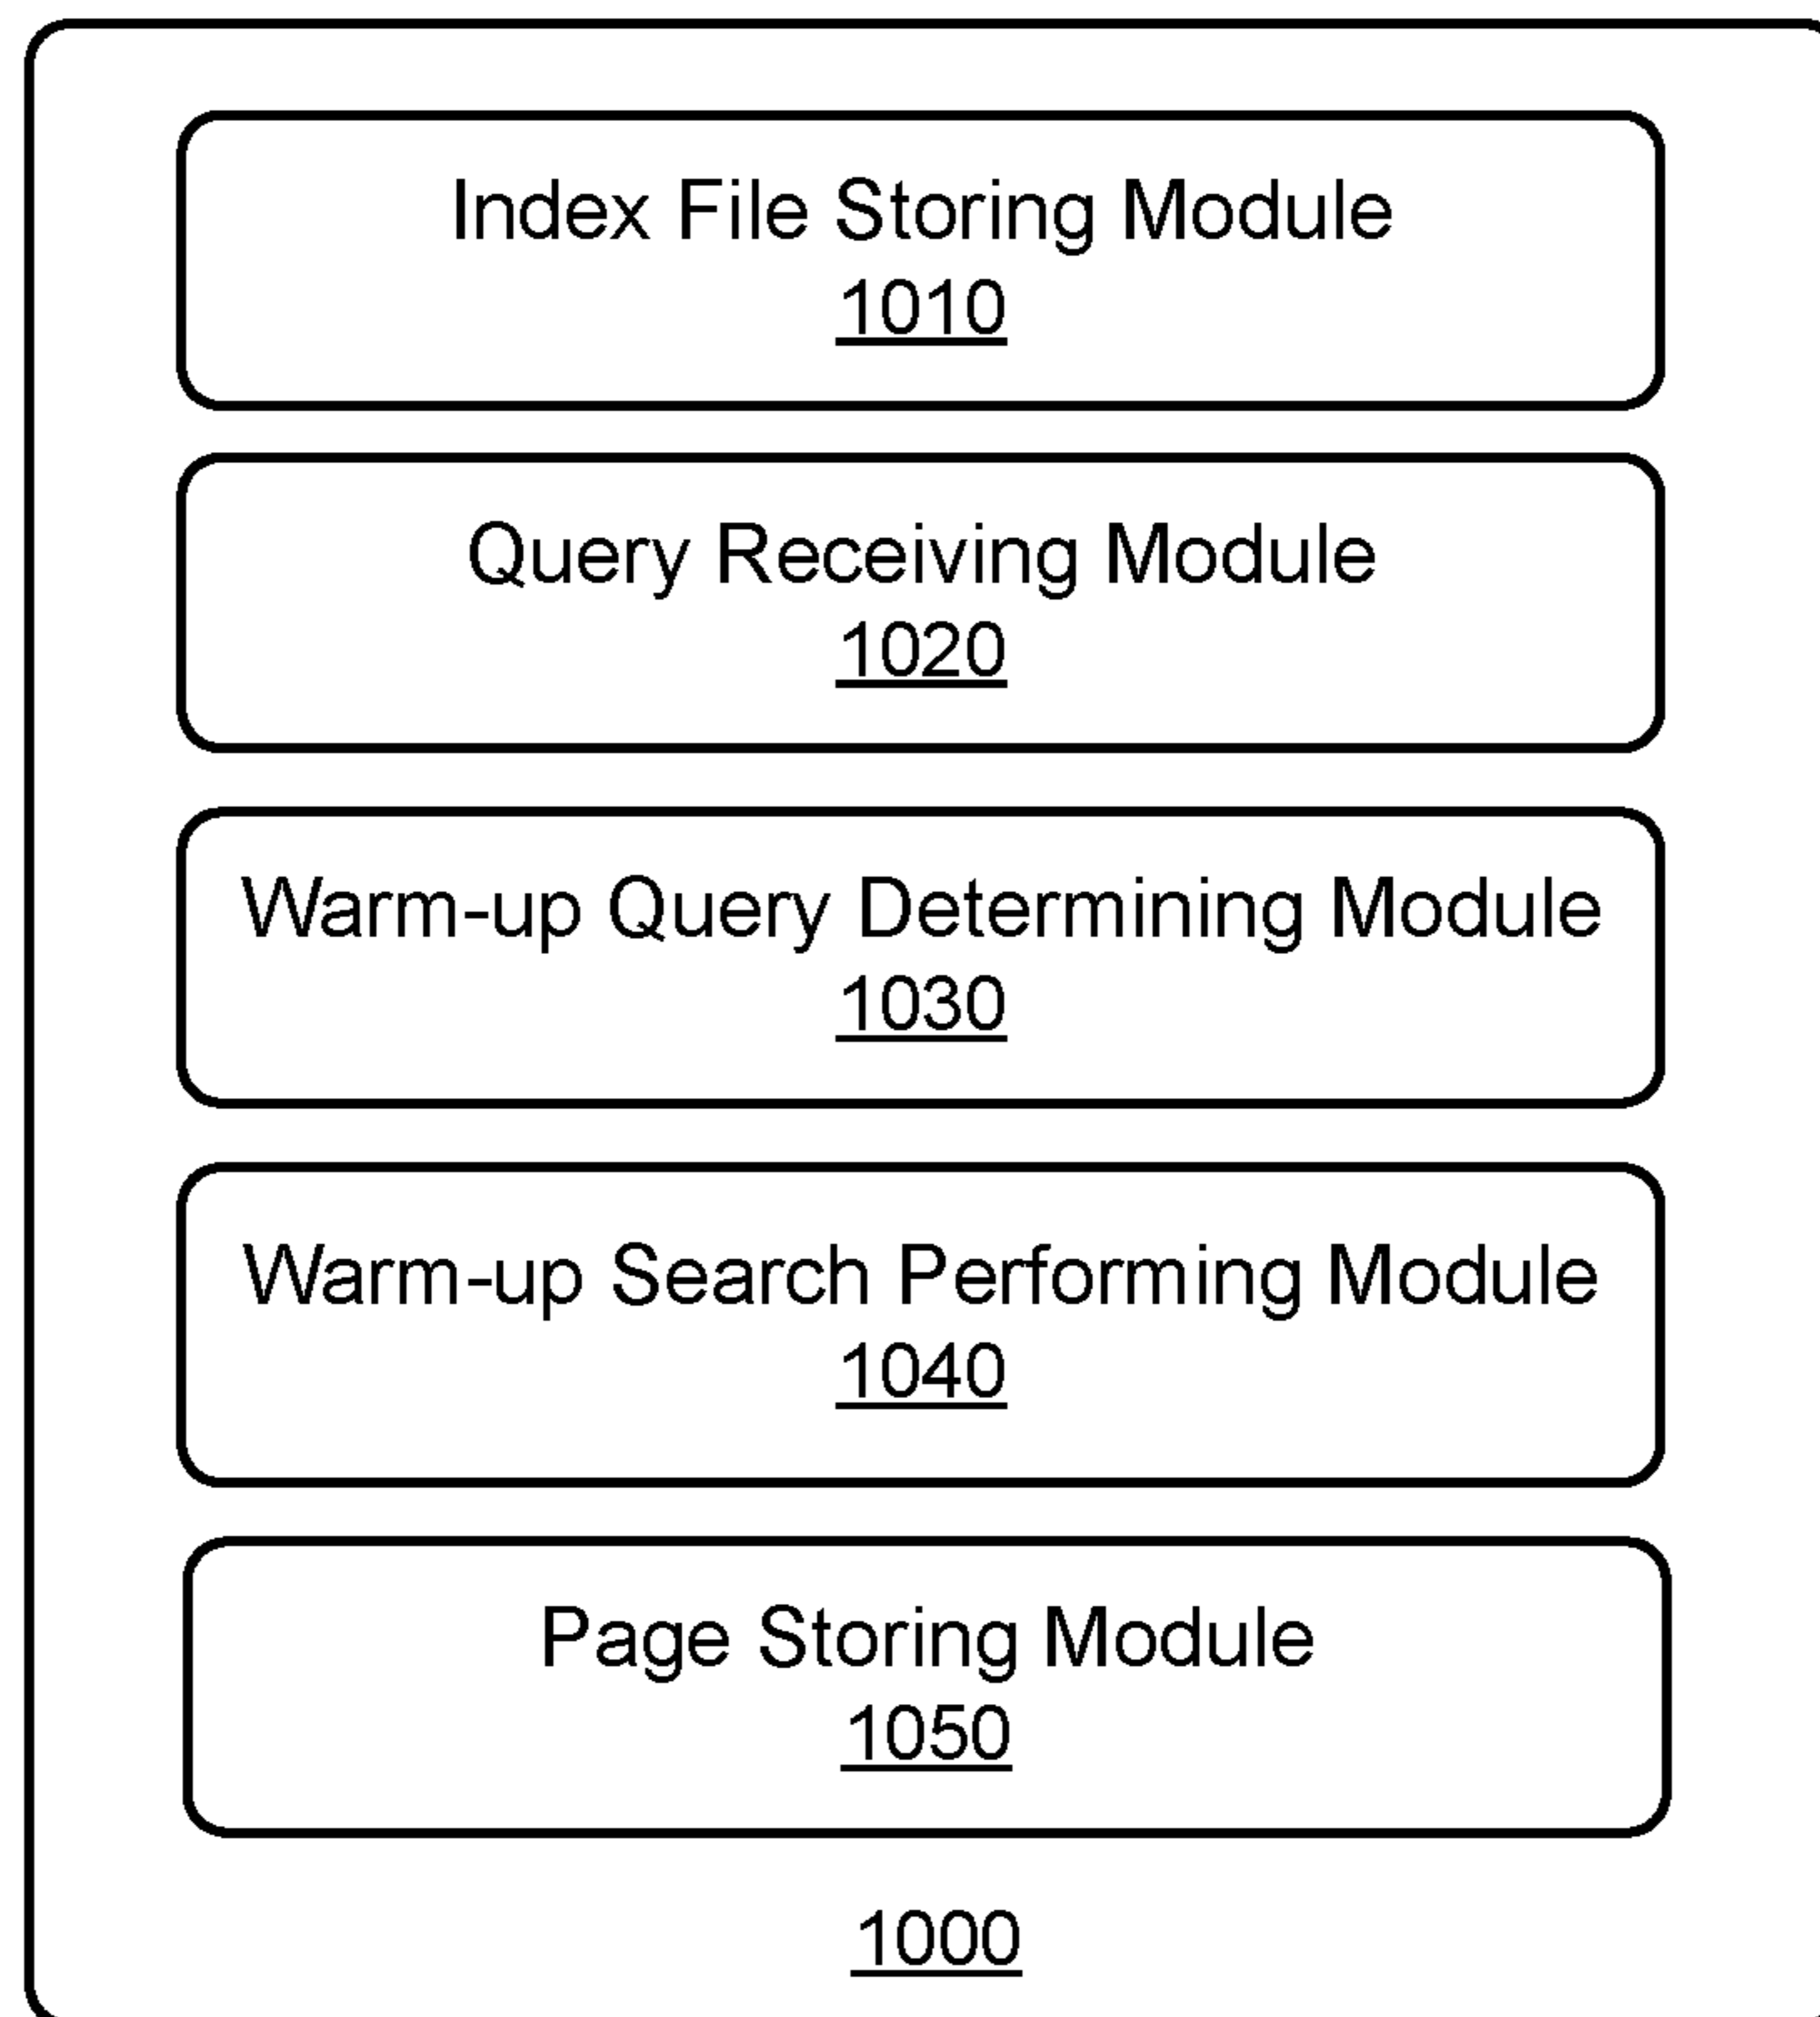 Index File Storing Module
1010
Query Receiving Module
1020
Warm-up Query Determining Module
1030
Warm-up Search Performing Module
1040
Page Storing Module
1050
1000